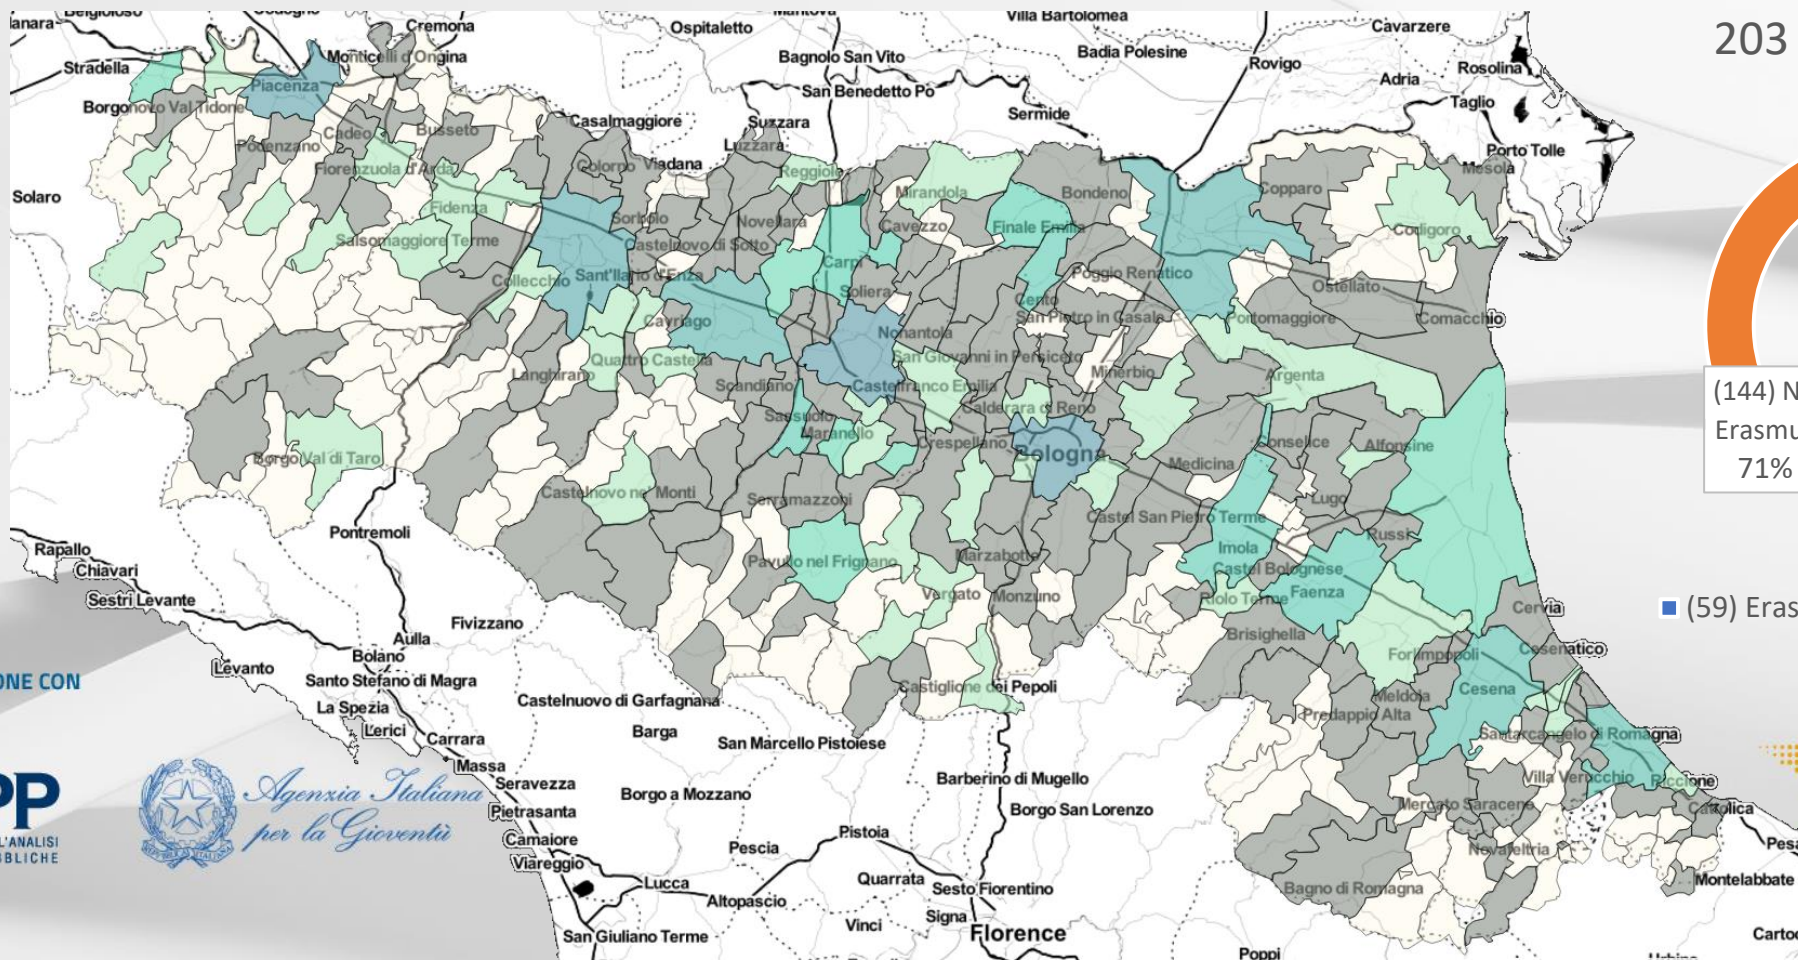 Cremona
Ospitaletto
Mantova
Villa Bartolomea
Cavarzere
203
Monticelli d'Ongina
Bagnolo San Vito
Badia Polesine
Rovigo
Stradella
Adria
Rosolina
Piacenza
San Benedetto Po
Borgonovo Val Tidone
Taglio
Sermide
Casalmaggiore
Suzzara
Cadeo
Busseto
Podenzano
Luzzara
Porto Tolle
Fiorenzuola d'Arda
Colorno
Viadana
Reggiolo
Mesola
Mirandola
Bondeno
Copparo
Solaro
Fidenza
Sorbolo
Novellara
Cavezzo
Finale Emilia
Codigoro
Salsomaggiore Terme
Castelnovo di Sotto
Carpi
Collecchio
Sant'Ilario d'Enza
Poggio Renatico
Soliera
Ostellato
Cento
San Pietro in Casale
Cavriago
Nonantola
Portomaggiore
Comacchio
Quattro Castella
San Giovanni in Persiceto
Langhirano
Minerbio
Argenta
Scandiano
Castelfranco Emilia
(144) N
Calderara di Reno
Sassuolo
Maranello
Erasmu
Crespellano
Conselice
Alfonsine
Bologna
Borgo Val di Taro
Medicina
71%
Castelnovo ne' Monti
Serramazzoni
Lugo
Castel San Pietro Terme
Pontremoli
Russi
Rapallo
Imola
Marzabotto
Pavullo nel Frignano
Chiavari
Castel Bolognese
Sestri Levante
Vergato
Monzuno
Riolo Terme
Faenza
Cervia
(59) Eras
Fivizzano
Aulla
Brisighella
Cesenatico
Bolano
Forlimpopoli
Levanto
ONE CON
Santo Stefano di Magra
Castiglione dei Pepoli
Cesena
Castelnuovo di Garfagnana
Meldola
La Spezia
Predappio Alta
Lerici
Barga
Carrara
San Marcello Pistoiese
Santarcangelo di Romagna
Massa
Seravezza
Barberino di Mugello
Villa Verucchio
Riccione
PP
Agenzia Italiana
per la Gioventù
Borgo a Mozzano
Borgo San Lorenzo
Mercato Saraceno
Cattolica
Pietrasanta
Camaiore
Pistoia
L'ANALISI
BBLICHE
Pescia
Novafeltria
Viareggio
Lucca
Quarrata
Sesto Fiorentino
Bagno di Romagna
Montelabbate
Altopascio
Signa
Vinci
Florence
San Giuliano Terme
Poppi